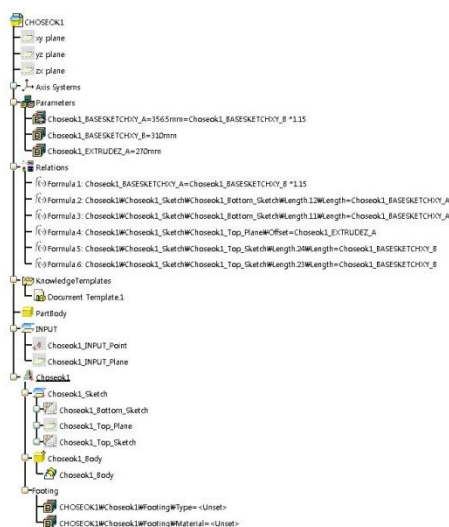 CHOSEOK1
xy plane
yz plane
zx plane
Axis Systems
Parameters
Choseok1_BASESKETCHXY_A=356.5mm=Choseok1_BASESKETCHXY_B *1.15
Choseok1_BASESKETCHXY_B=310mm
Choseok1_EXTRUDEZ_A=270mm
Relations
f(x) Formula.1: Choseok1_BASESKETCHXY_A=Choseok1_BASESKETCHXY_B *1.15
f(x) Formula.2: Choseok1₩Choseok1_Sketch₩Choseok1_Bottom_Sketch₩Length.12₩Length=Choseok1_BASESKETCHXY_A
f(x) Formula.3: Choseok1₩Choseok1_Sketch₩Choseok1_Bottom_Sketch₩Length.11₩Length=Choseok1_BASESKETCHXY_A
f(x) Formula.4: Choseok1₩Choseok1_Sketch₩Choseok1_Top_Plane₩Offset=Choseok1_EXTRUDEZ_A
f(x) Formula.5: Choseok1₩Choseok1_Sketch₩Choseok1_Top_Sketch₩Length.24₩Length=Choseok1_BASESKETCHXY_B
f(x) Formula.6: Choseok1₩Choseok1_Sketch₩Choseok1_Top_Sketch₩Length.23₩Length=Choseok1_BASESKETCHXY_B
KnowledgeTemplates
Document Template.1
PartBody
INPUT
Choseok1_INPUT_Point
Choseok1_INPUT_Plane
Choseok1
Choseok1_Sketch
Choseok1_Bottom_Sketch
Choseok1_Top_Plane
Choseok1_Top_Sketch
Choseok1_Body
Choseok1_Body
Footing
CHOSEOK1₩Choseok1₩Footing₩Type=<Unset>
CHOSEOK1₩Choseok1₩Footing₩Material=<Unset>